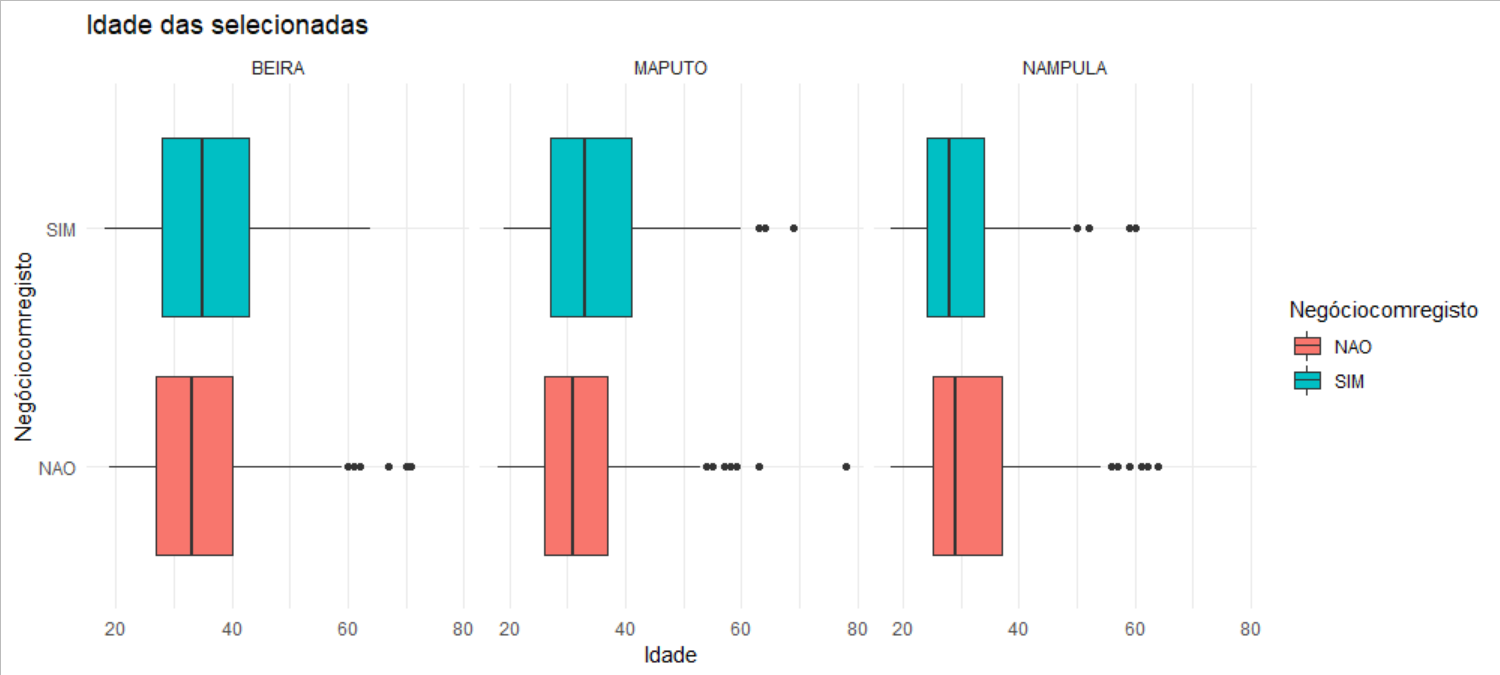 Idade das selecionadas
BEIRA MAPUTO NAMPULA
SIM
NAO
Negóciocomregisto
20 40 60 80 20 40 60 80 20 40 60 80
Idade
Negóciocomregisto
NAO
SIM